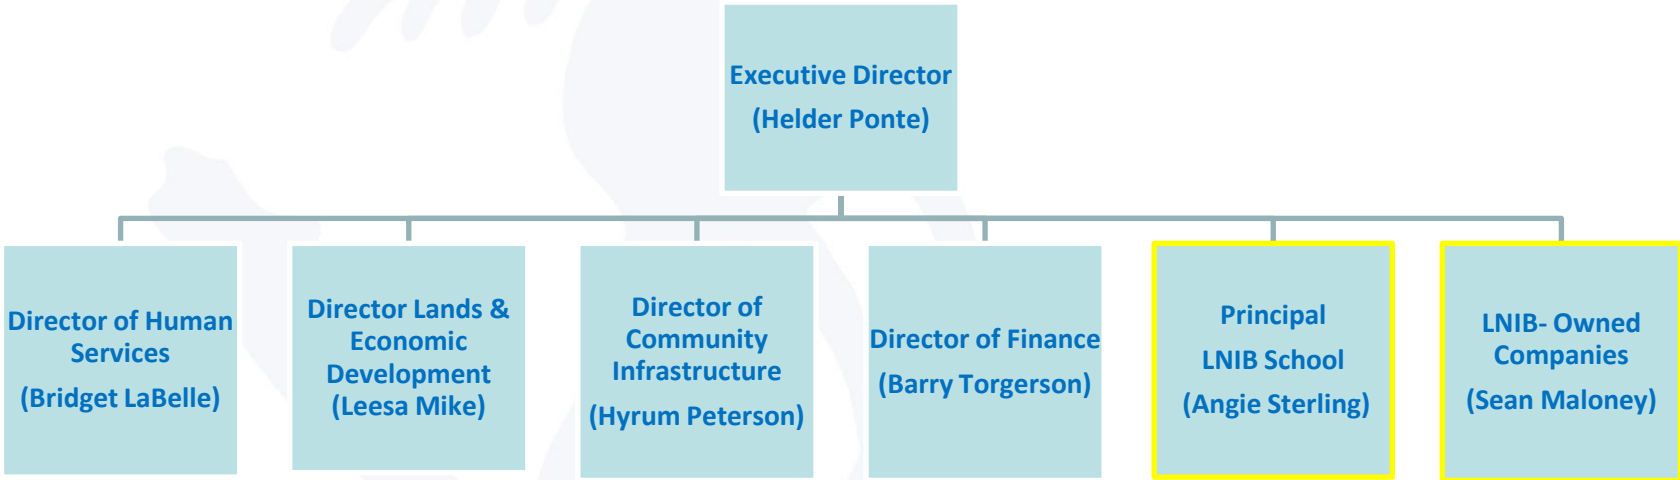 Executive Director
(Helder Ponte)
Director of Human
Services
(Bridget LaBelle)
Director Lands &
Economic
Development
(Leesa Mike)
Director of
Community
Infrastructure
(Hyrum Peterson)
Director of Finance
(Barry Torgerson)
Principal
LNIB School
(Angie Sterling)
LNIB- Owned
Companies
(Sean Maloney)